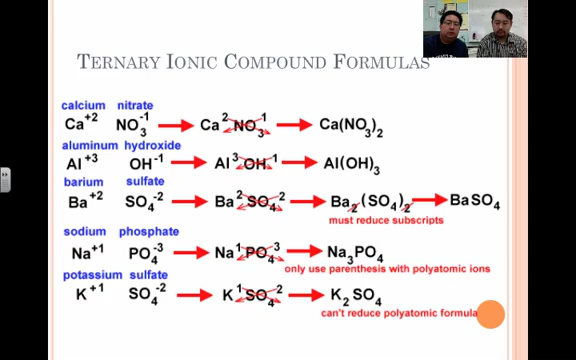 TERNARY IONIC COMPOUND FORMULAS
calcium nitrate
Ca+2 NO3-1 → Ca2 NO31 → Ca(NO3)2
aluminum hydroxide
Al+3 OH-1 → Al3 OH1 → Al(OH)3
barium sulfate
Ba+2 SO4-2 → Ba2 SO42 → Ba2(SO4)2 → BaSO4
must reduce subscripts
sodium phosphate
Na+1 PO4-3 → Na1 PO43 → Na3PO4
only use parenthesis with polyatomic ions
potassium sulfate
K+1 SO4-2 → K1 SO42 → K2SO4
can't reduce polyatomic formula